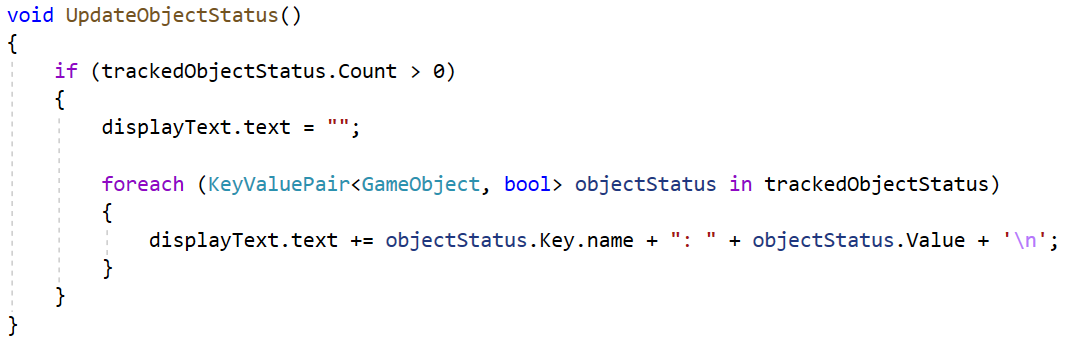 void UpdateObjectStatus()
{
    if (trackedObjectStatus.Count > 0)
    {
        displayText.text = "";

        foreach (KeyValuePair<GameObject, bool> objectStatus in trackedObjectStatus)
        {
            displayText.text += objectStatus.Key.name + ": " + objectStatus.Value + '\n';
        }
    }
}